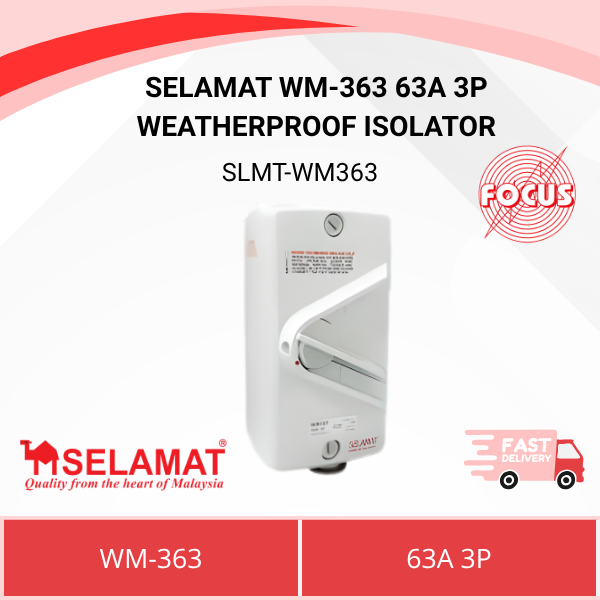 SELAMAT WM-363 63A 3P
WEATHERPROOF ISOLATOR
SLMT-WM363
FOCUS
SELAMAT
SELAMAT®
Quality from the heart of Malaysia
FAST
DELIVERY
WM-363
63A 3P